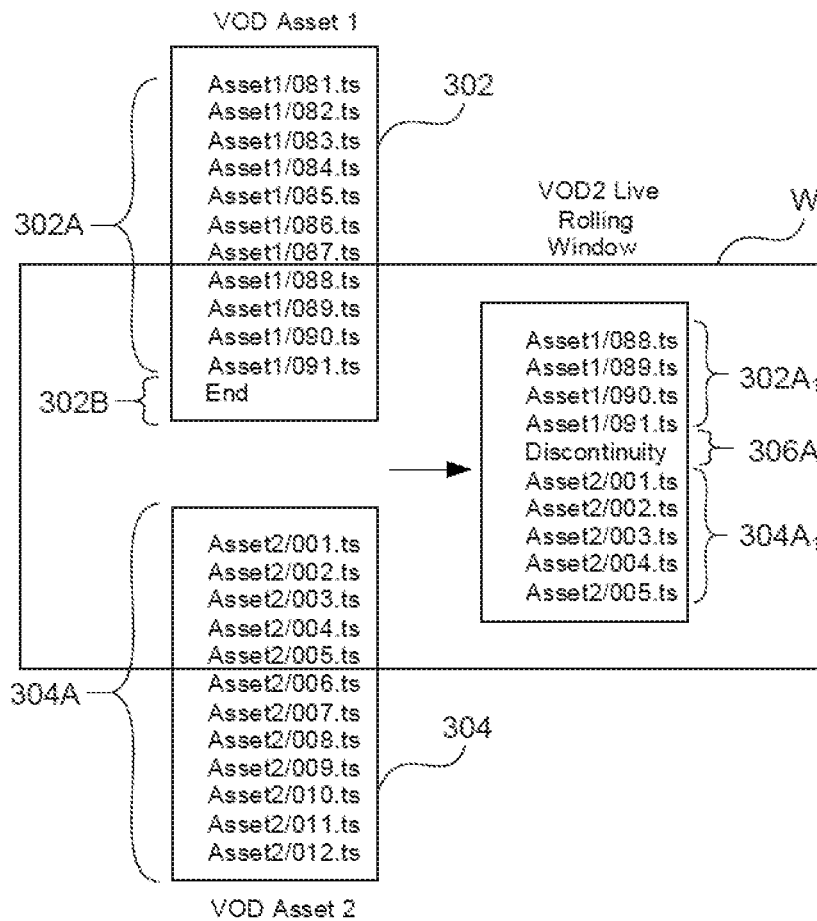 VOD Asset 1
Asset1/081.ts
Asset1/082.ts
Asset1/083.ts
Asset1/084.ts
Asset1/085.ts
Asset1/086.ts
Asset1/087.ts
Asset1/088.ts
Asset1/089.ts
Asset1/090.ts
Asset1/091.ts
End
302
302A
302B
VOD2 Live
Rolling
Window
W
Asset1/088.ts
Asset1/089.ts
Asset1/090.ts
Asset1/091.ts
Discontinuity
Asset2/001.ts
Asset2/002.ts
Asset2/003.ts
Asset2/004.ts
Asset2/005.ts
302A1
306A
304A1
Asset2/001.ts
Asset2/002.ts
Asset2/003.ts
Asset2/004.ts
Asset2/005.ts
Asset2/006.ts
Asset2/007.ts
Asset2/008.ts
Asset2/009.ts
Asset2/010.ts
Asset2/011.ts
Asset2/012.ts
304A
304
VOD Asset 2